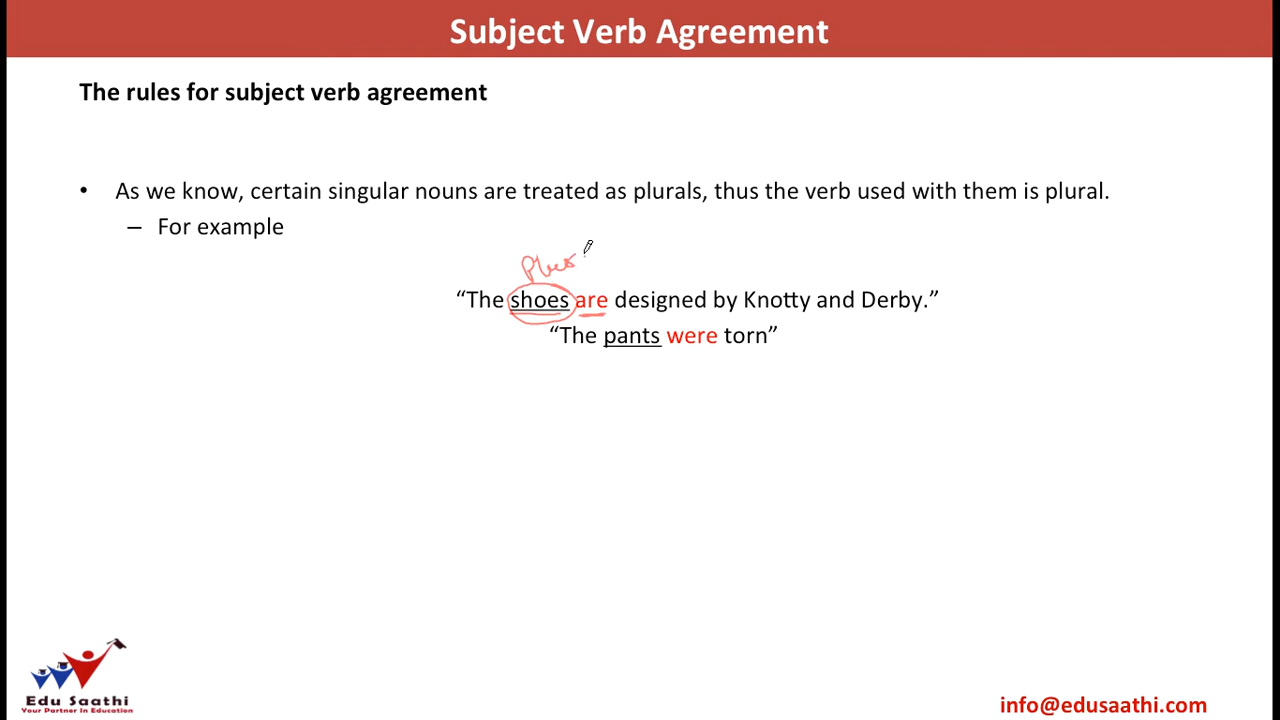 Subject Verb Agreement
The rules for subject verb agreement
• As we know, certain singular nouns are treated as plurals, thus the verb used with them is plural.
– For example
“The shoes are designed by Knotty and Derby.”
“The pants were torn”
Edu Saathi
Your Partner In Education
info@edusaathi.com